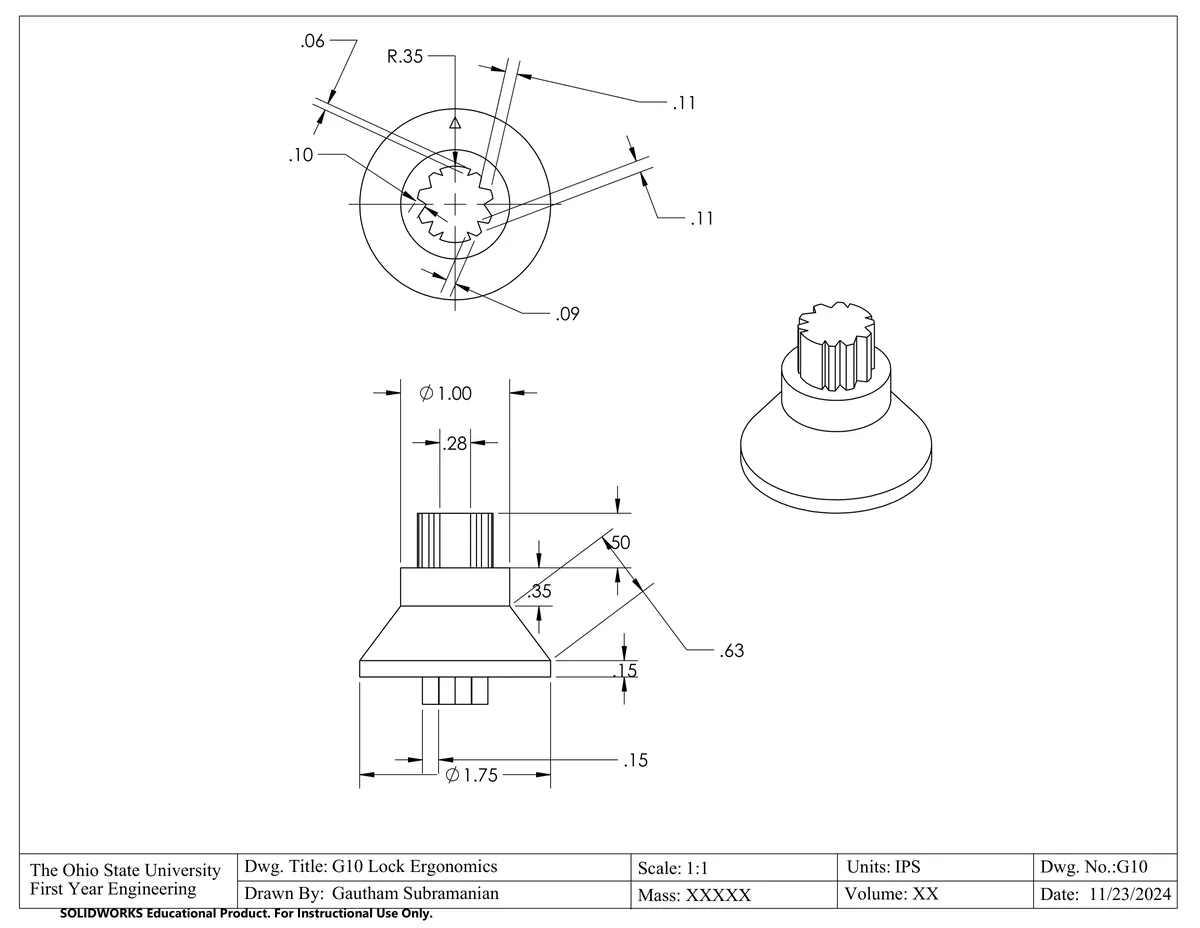 .06
R.35
.11
.10
.11
.09
⌀1.00
.28
.50
.35
.63
.15
.15
⌀1.75
The Ohio State University
First Year Engineering
Dwg. Title: G10 Lock Ergonomics
Drawn By: Gautham Subramanian
Scale: 1:1
Mass: XXXXX
Units: IPS
Volume: XX
Dwg. No.:G10
Date: 11/23/2024
SOLIDWORKS Educational Product. For Instructional Use Only.